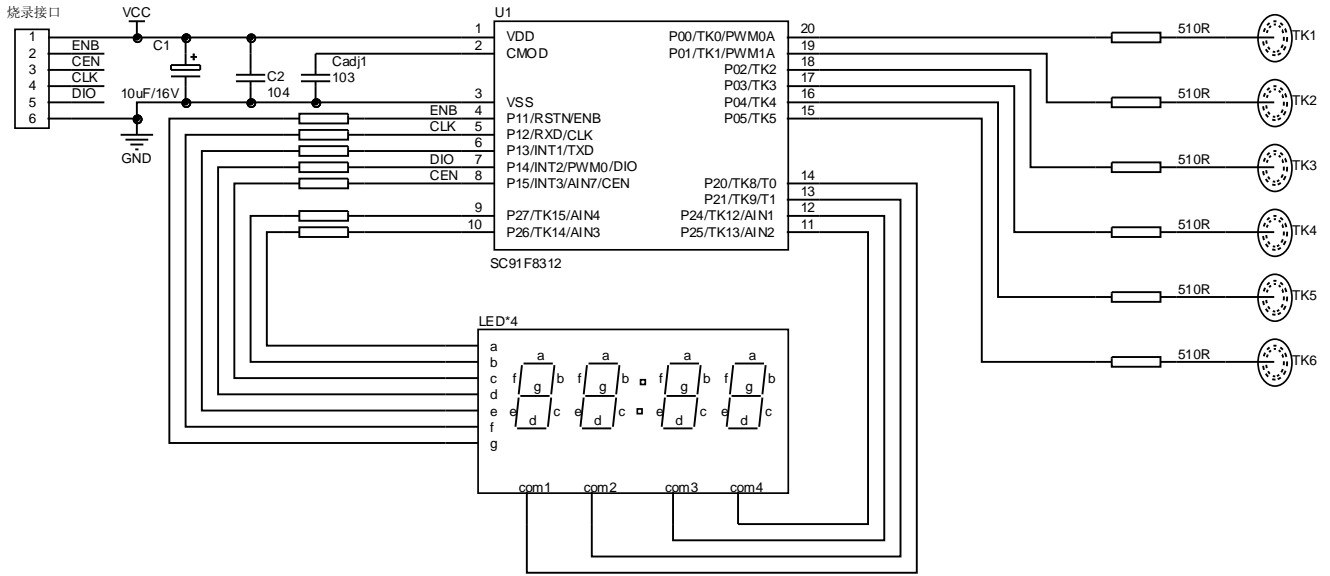 烧录接口
VCC
1
2 ENB
3 CEN
4 CLK
5 DIO
6
C1
+
10uF/16V
C2
104
Cadj1
103
GND
U1
1 VDD
2 CMOD
3 VSS
ENB 4 P11/RSTN/ENB
CLK 5 P12/RXD/CLK
6 P13/INT1/TXD
DIO 7 P14/INT2/PWM0/DIO
CEN 8 P15/INT3/AIN7/CEN
9 P27/TK15/AIN4
10 P26/TK14/AIN3
P00/TK0/PWM0A 20
P01/TK1/PWM1A 19
P02/TK2 18
P03/TK3 17
P04/TK4 16
P05/TK5 15
P20/TK8/T0 14
P21/TK9/T1 13
P24/TK12/AIN1 12
P25/TK13/AIN2 11
SC91F8312
510R TK1
510R TK2
510R TK3
510R TK4
510R TK5
510R TK6
LED*4
a
b
c
d
e
f
g
a a a a
f b f b f b f b
g g g g
e c e c e c e c
d d d d
com1 com2 com3 com4